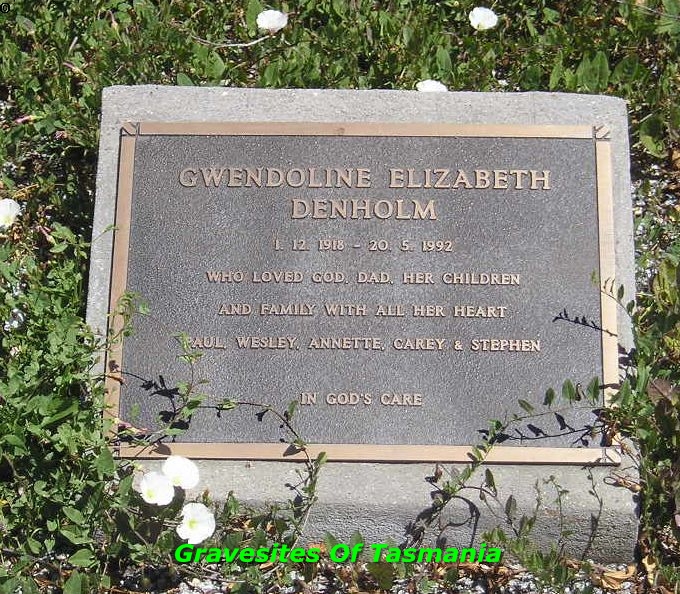 GWENDOLINE ELIZABETH
DENHOLM
1. 12. 1918 - 20. 5. 1992
WHO LOVED GOD, DAD, HER CHILDREN
AND FAMILY WITH ALL HER HEART
PAUL, WESLEY, ANNETTE, CAREY & STEPHEN
IN GOD'S CARE
Gravesites Of Tasmania